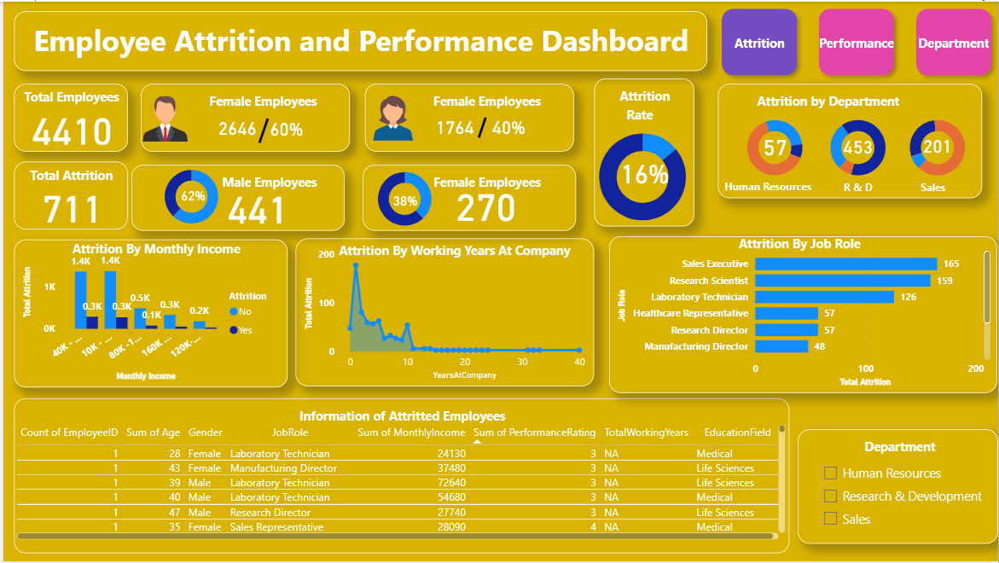 Employee Attrition and Performance Dashboard
Attrition
Performance
Department
Total Employees
4410
Female Employees
2646 / 60%
Female Employees
1764 / 40%
Attrition
Rate
16%
Attrition by Department
57
453
201
Human Resources
R & D
Sales
Total Attrition
711
62%
Male Employees
441
38%
Female Employees
270
Attrition By Monthly Income
1.4K
1.4K
0.3K
0.3K
0.5K
0.1K
0.3K
0.2K
1K
0K
Total Attrition
40K - ...
10K - ...
80K -1...
160K ...
120K-...
Monthly Income
Attrition
No
Yes
Attrition By Working Years At Company
200
100
0
Total Attrition
0 10 20 30 40
YearsAtCompany
Attrition By Job Role
Job Role
Sales Executive 165
Research Scientist 159
Laboratory Technician 126
Healthcare Representative 57
Research Director 57
Manufacturing Director 48
0 100 200
Total Attrition
Information of Attritted Employees
Count of EmployeeID Sum of Age Gender JobRole Sum of MonthlyIncome Sum of PerformanceRating TotalWorkingYears EducationField
1 28 Female Laboratory Technician 24130 3 NA Medical
1 43 Female Manufacturing Director 37480 3 NA Life Sciences
1 39 Male Laboratory Technician 72640 3 NA Life Sciences
1 40 Male Laboratory Technician 54680 3 NA Medical
1 47 Male Research Director 27740 3 NA Life Sciences
1 35 Female Sales Representative 28090 4 NA Medical
Department
Human Resources
Research & Development
Sales